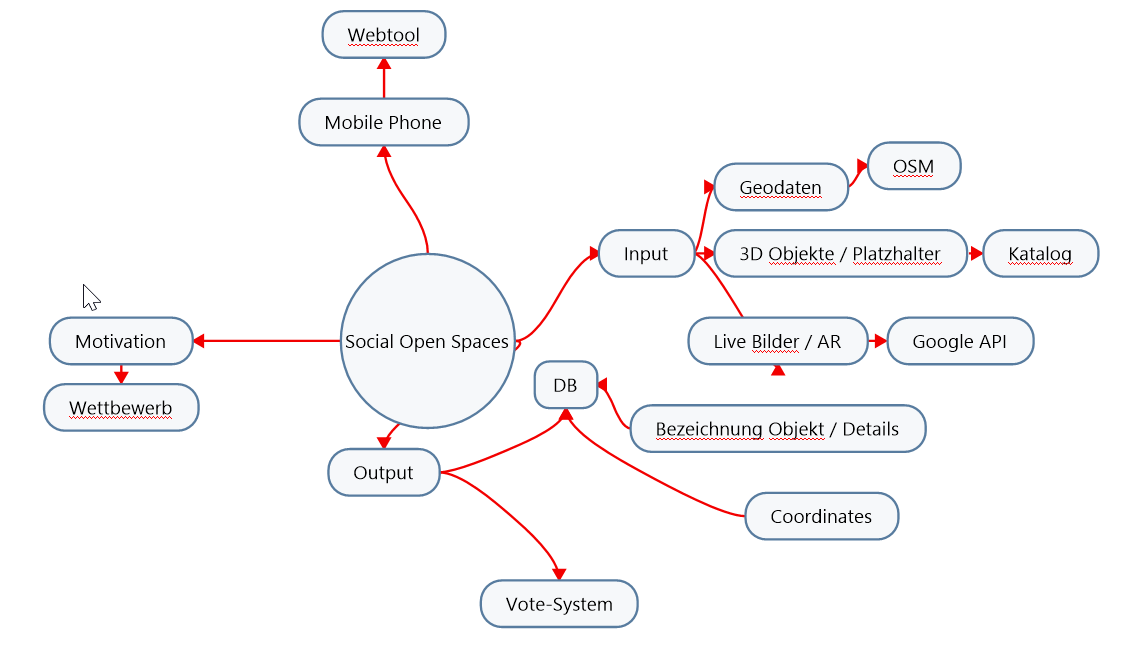 Webtool
Mobile Phone
OSM
Geodaten
Input
3D Objekte / Platzhalter
Katalog
Motivation
Social Open Spaces
Live Bilder / AR
Google API
DB
Wettbewerb
Bezeichnung Objekt / Details
Output
Coordinates
Vote-System